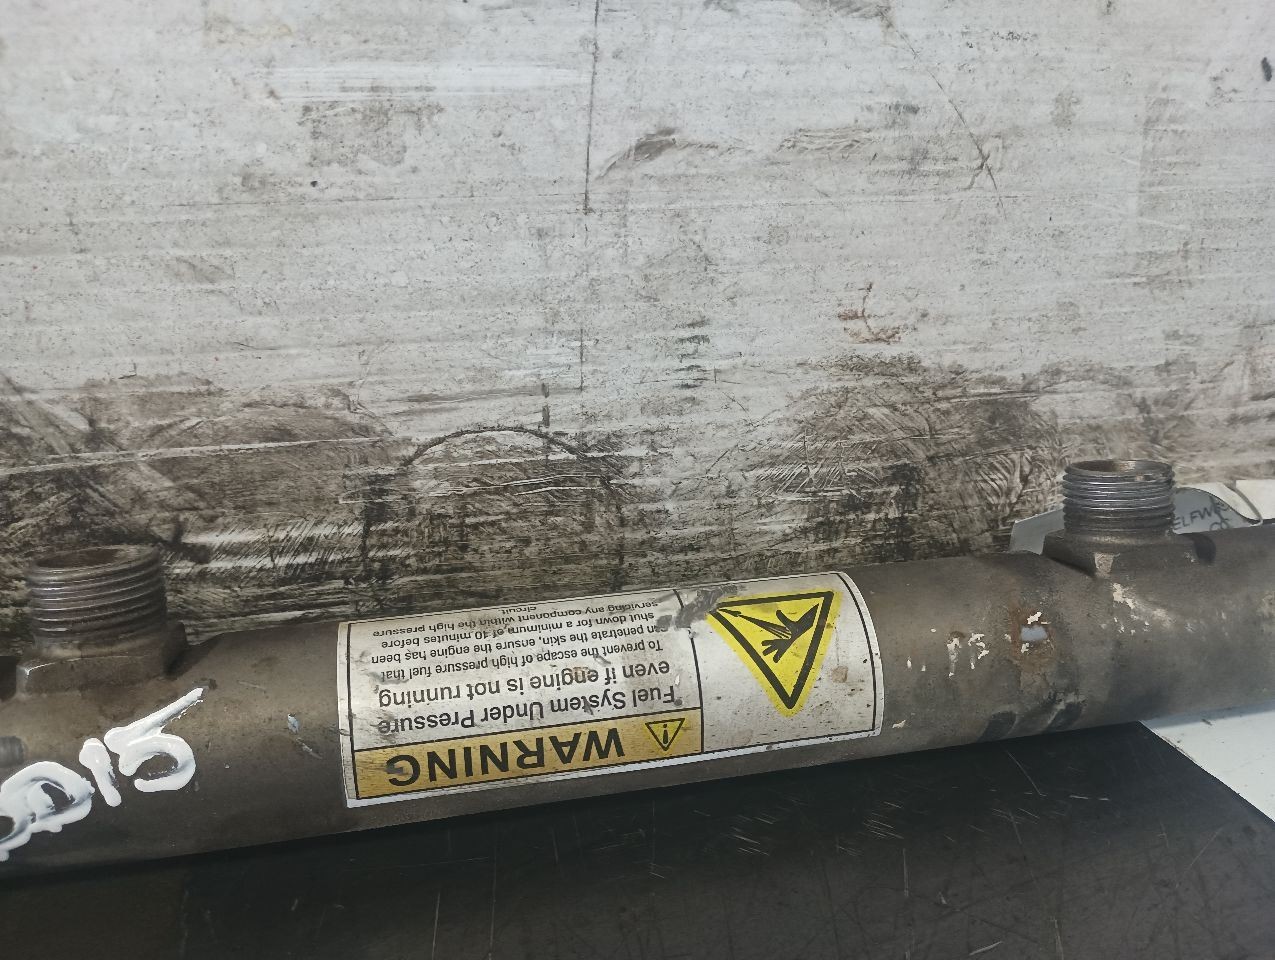 WARNING
Fuel System Under Pressure
even if engine is not running
To prevent the escape of high pressure fuel that
can penetrate the skin, ensure the engine has been
shut down for a minimum of 10 minutes before
servicing any component within the high pressure
circuit
015
ELFW